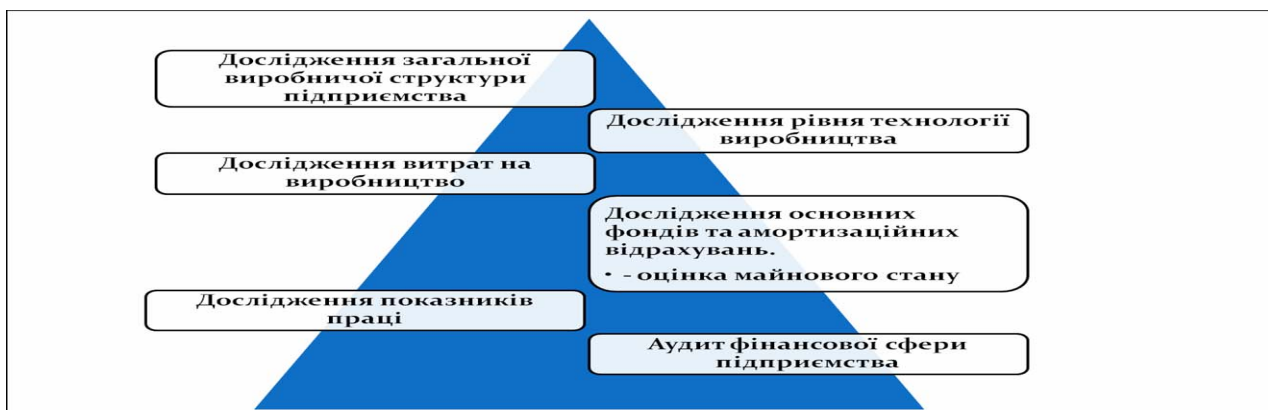 Дослідження загальної
виробничої структури
підприємства
Дослідження рівня технології
виробництва
Дослідження витрат на
виробництво
Дослідження основних
фондів та амортизаційних
відрахувань.
• - оцінка майнового стану
Дослідження показників
праці
Аудит фінансової сфери
підприємства